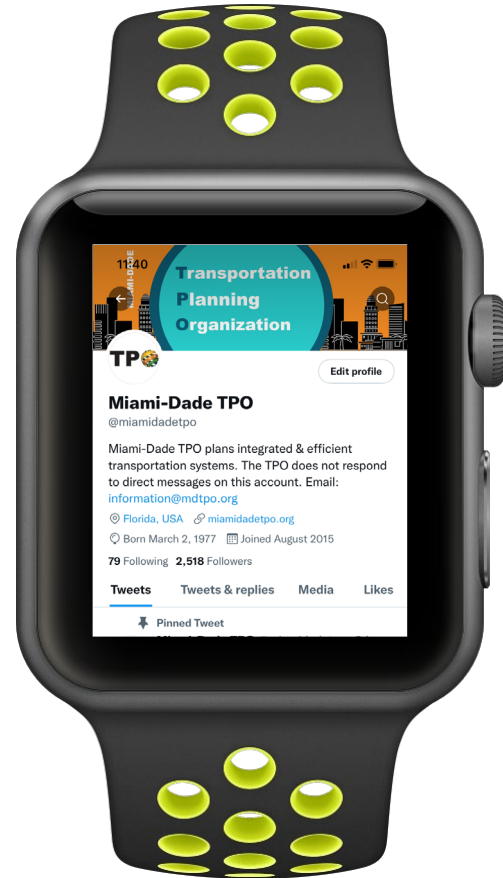 11:40
MIAMI-DADE
Transportation
Planning
Organization
TPO
Edit profile
Miami-Dade TPO
@miamidadetpo
Miami-Dade TPO plans integrated & efficient
transportation systems. The TPO does not respond
to direct messages on this account. Email:
information@mdtpo.org
Florida, USA miamidadetpo.org
Born March 2, 1977 Joined August 2015
79 Following 2,518 Followers
Tweets Tweets & replies Media Likes
Pinned Tweet